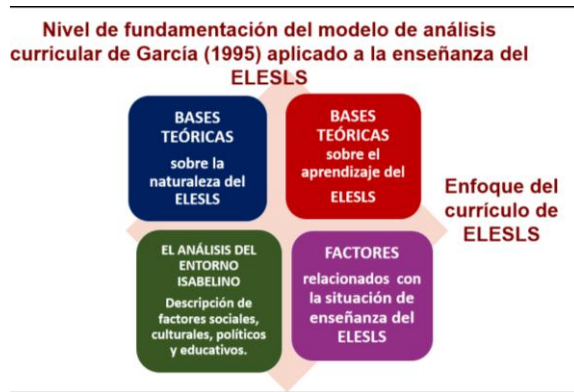 Nivel de fundamentación del modelo de análisis
curricular de García (1995) aplicado a la enseñanza del
ELESLS
BASES
TEÓRICAS
sobre la
naturaleza del
ELESLS
BASES
TEÓRICAS
sobre el
aprendizaje del
ELESLS
Enfoque del
currículo de
ELESLS
EL ANÁLISIS DEL
ENTORNO
ISABELINO
Descripción de
factores sociales,
culturales, políticos
y educativos.
FACTORES
relacionados con
la situación de
enseñanza del
ELESLS